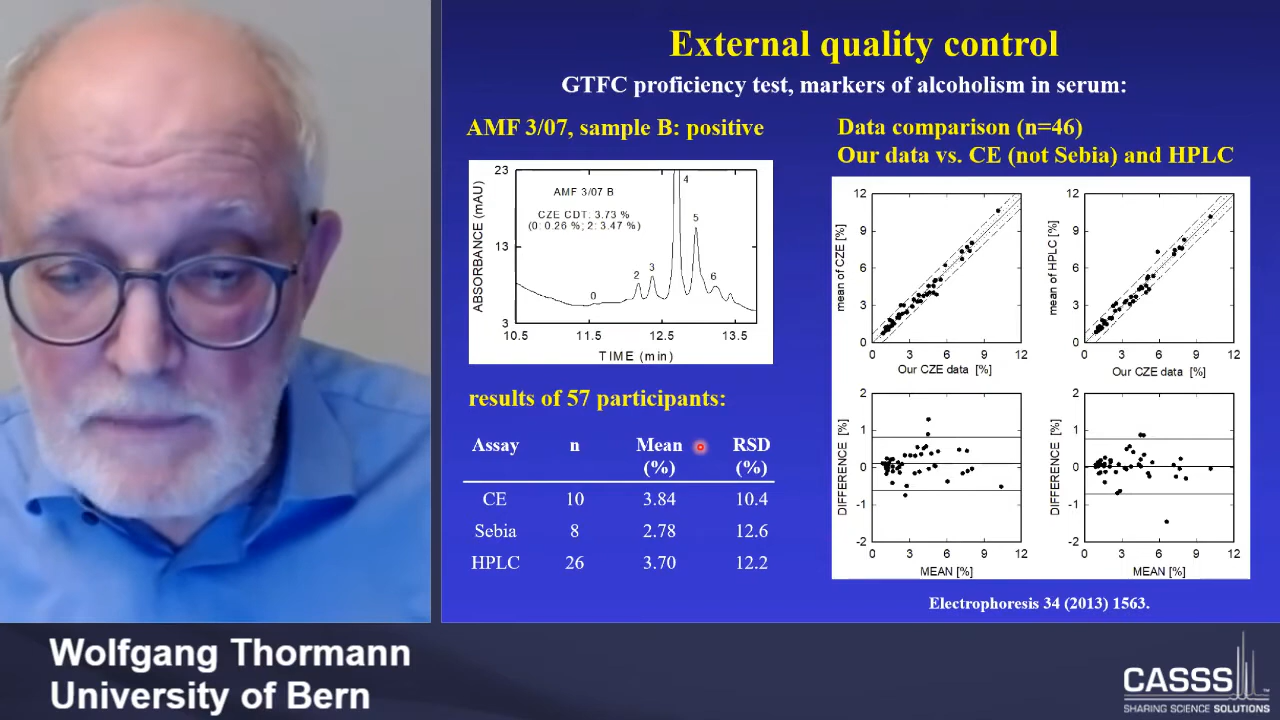 External quality control
GTFC proficiency test, markers of alcoholism in serum:
AMF 3/07, sample B: positive
23
13
3
ABSORBANCE (mAU)
AMF 3/07 B
CZE CDT: 3.73 %
(0: 0.26 %; 2: 3.47 %)
0
2
3
4
5
6
10.5 11.5 12.5 13.5
TIME (min)
results of 57 participants:
Assay n Mean RSD
(%) (%)
CE 10 3.84 10.4
Sebia 8 2.78 12.6
HPLC 26 3.70 12.2
Data comparison (n=46)
Our data vs. CE (not Sebia) and HPLC
mean of CZE [%]
12
9
6
3
0
0 3 6 9 12
Our CZE data [%]
mean of HPLC [%]
12
9
6
3
0
0 3 6 9 12
Our CZE data [%]
DIFFERENCE [%]
2
1
0
-1
-2
0 3 6 9 12
MEAN [%]
DIFFERENCE [%]
2
1
0
-1
-2
0 3 6 9 12
MEAN [%]
Electrophoresis 34 (2013) 1563.
Wolfgang Thormann
University of Bern
CASSS
SHARING SCIENCE SOLUTIONS